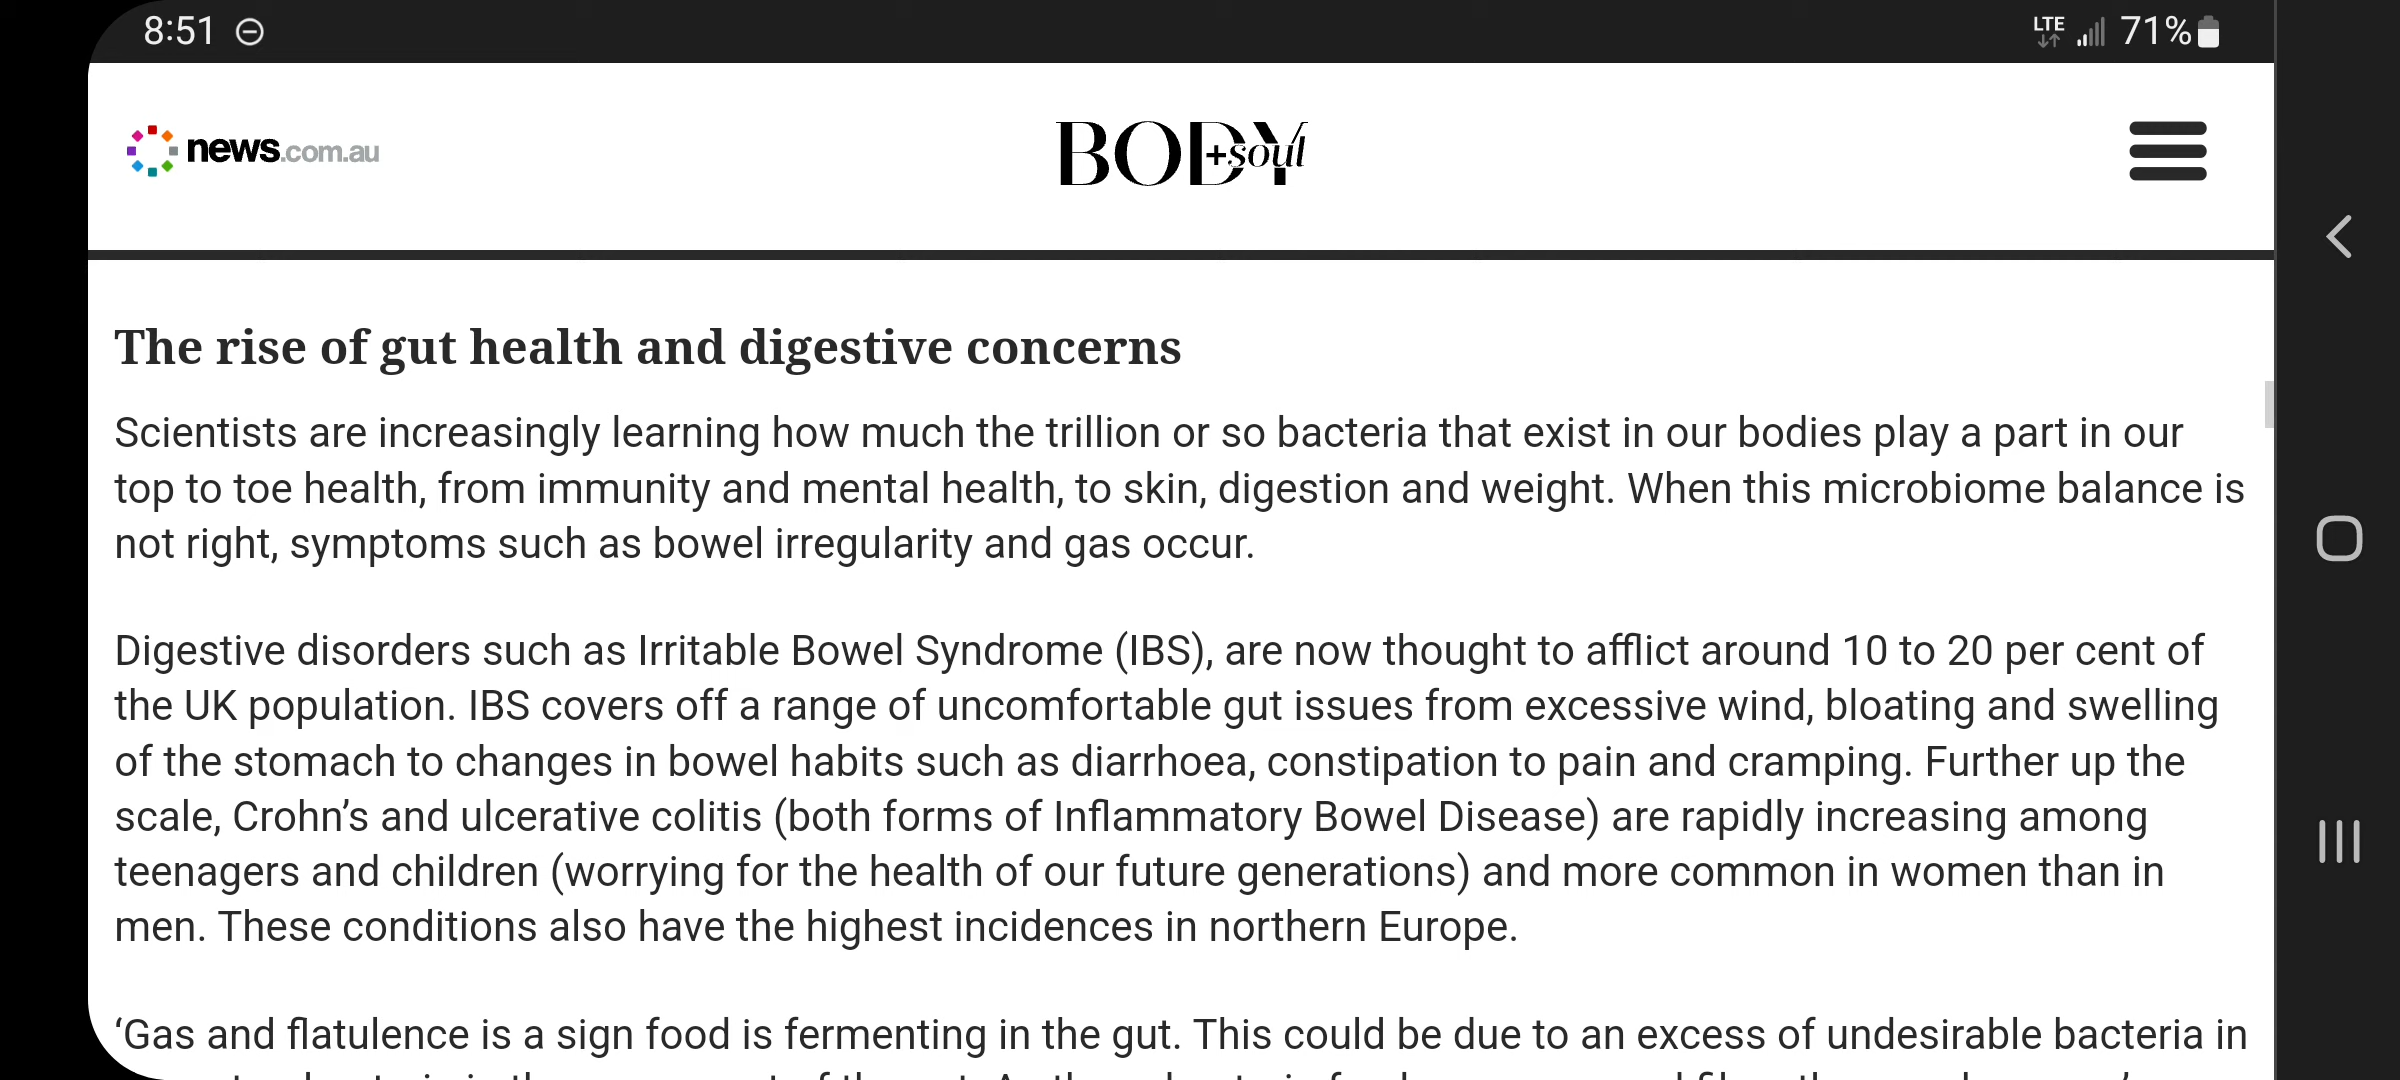 8:51
LTE
71%
news.com.au
BODY
+soul
The rise of gut health and digestive concerns
Scientists are increasingly learning how much the trillion or so bacteria that exist in our bodies play a part in our
top to toe health, from immunity and mental health, to skin, digestion and weight. When this microbiome balance is
not right, symptoms such as bowel irregularity and gas occur.
Digestive disorders such as Irritable Bowel Syndrome (IBS), are now thought to afflict around 10 to 20 per cent of
the UK population. IBS covers off a range of uncomfortable gut issues from excessive wind, bloating and swelling
of the stomach to changes in bowel habits such as diarrhoea, constipation to pain and cramping. Further up the
scale, Crohn’s and ulcerative colitis (both forms of Inflammatory Bowel Disease) are rapidly increasing among
teenagers and children (worrying for the health of our future generations) and more common in women than in
men. These conditions also have the highest incidences in northern Europe.
‘Gas and flatulence is a sign food is fermenting in the gut. This could be due to an excess of undesirable bacteria in